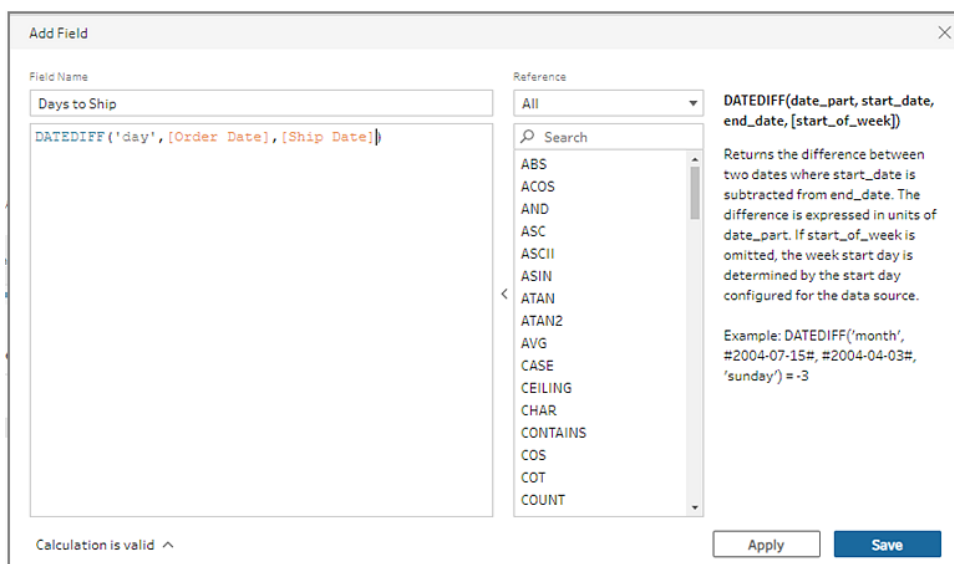 Add Field
Field Name
Days to Ship
DATEDIFF('day',[Order Date],[Ship Date])
Reference
All
Search
ABS
ACOS
AND
ASC
ASCII
ASIN
ATAN
ATAN2
AVG
CASE
CEILING
CHAR
CONTAINS
COS
COT
COUNT
DATEDIFF(date_part, start_date,
end_date, [start_of_week])
Returns the difference between
two dates where start_date is
subtracted from end_date. The
difference is expressed in units of
date_part. If start_of_week is
omitted, the week start day is
determined by the start day
configured for the data source.
Example: DATEDIFF('month',
#2004-07-15#, #2004-04-03#,
'sunday') = -3
Calculation is valid
Apply
Save